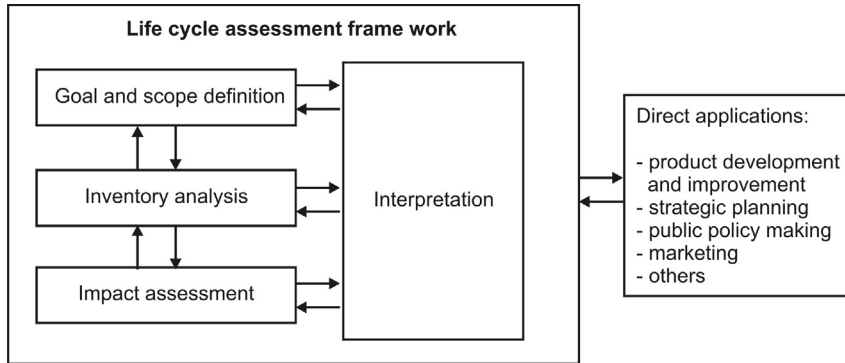 Life cycle assessment frame work
Goal and scope definition
Inventory analysis
Impact assessment
Interpretation
Direct applications:
- product development
and improvement
- strategic planning
- public policy making
- marketing
- others